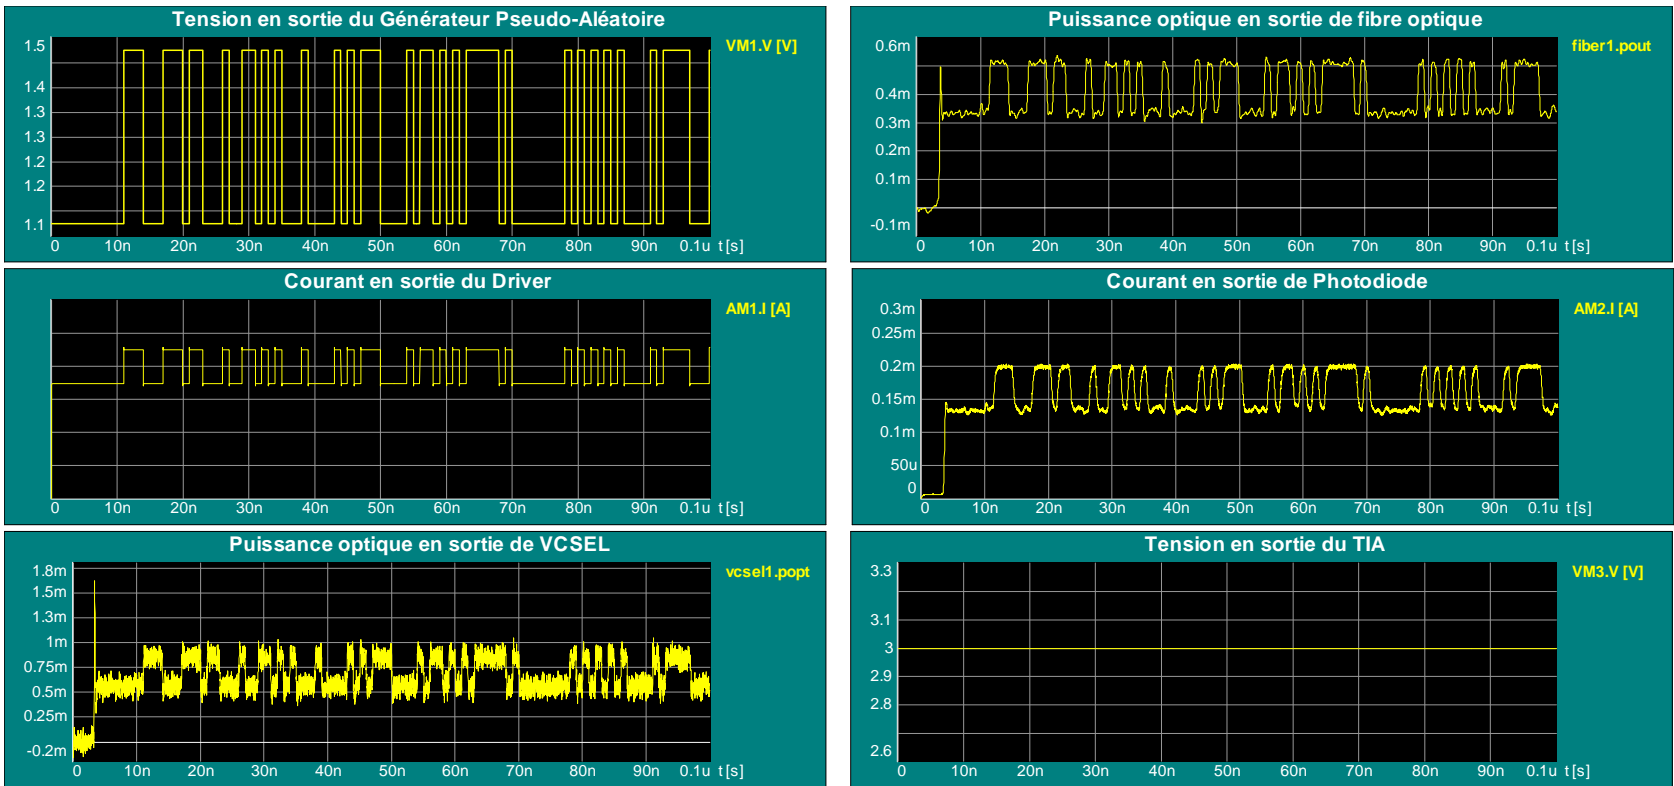 Tension en sortie du Générateur Pseudo-Aléatoire
VM1.V [V]
1.5
1.4
1.3
1.3
1.2
1.2
1.1
0 10n 20n 30n 40n 50n 60n 70n 80n 90n 0.1u t [s]
Puissance optique en sortie de fibre optique
fiber1.pout
0.6m
0.4m
0.3m
0.2m
0.1m
-0.1m
0 10n 20n 30n 40n 50n 60n 70n 80n 90n 0.1u t [s]
Courant en sortie du Driver
AM1.I [A]
0 10n 20n 30n 40n 50n 60n 70n 80n 90n 0.1u t [s]
Courant en sortie de Photodiode
AM2.I [A]
0.3m
0.25m
0.2m
0.15m
0.1m
50u
0
0 10n 20n 30n 40n 50n 60n 70n 80n 90n 0.1u t [s]
Puissance optique en sortie de VCSEL
vcsel1.popt
1.8m
1.5m
1.3m
1m
0.75m
0.5m
0.25m
-0.2m
0 10n 20n 30n 40n 50n 60n 70n 80n 90n 0.1u t [s]
Tension en sortie du TIA
VM3.V [V]
3.3
3.1
3
2.9
2.8
2.6
0 10n 20n 30n 40n 50n 60n 70n 80n 90n 0.1u t [s]